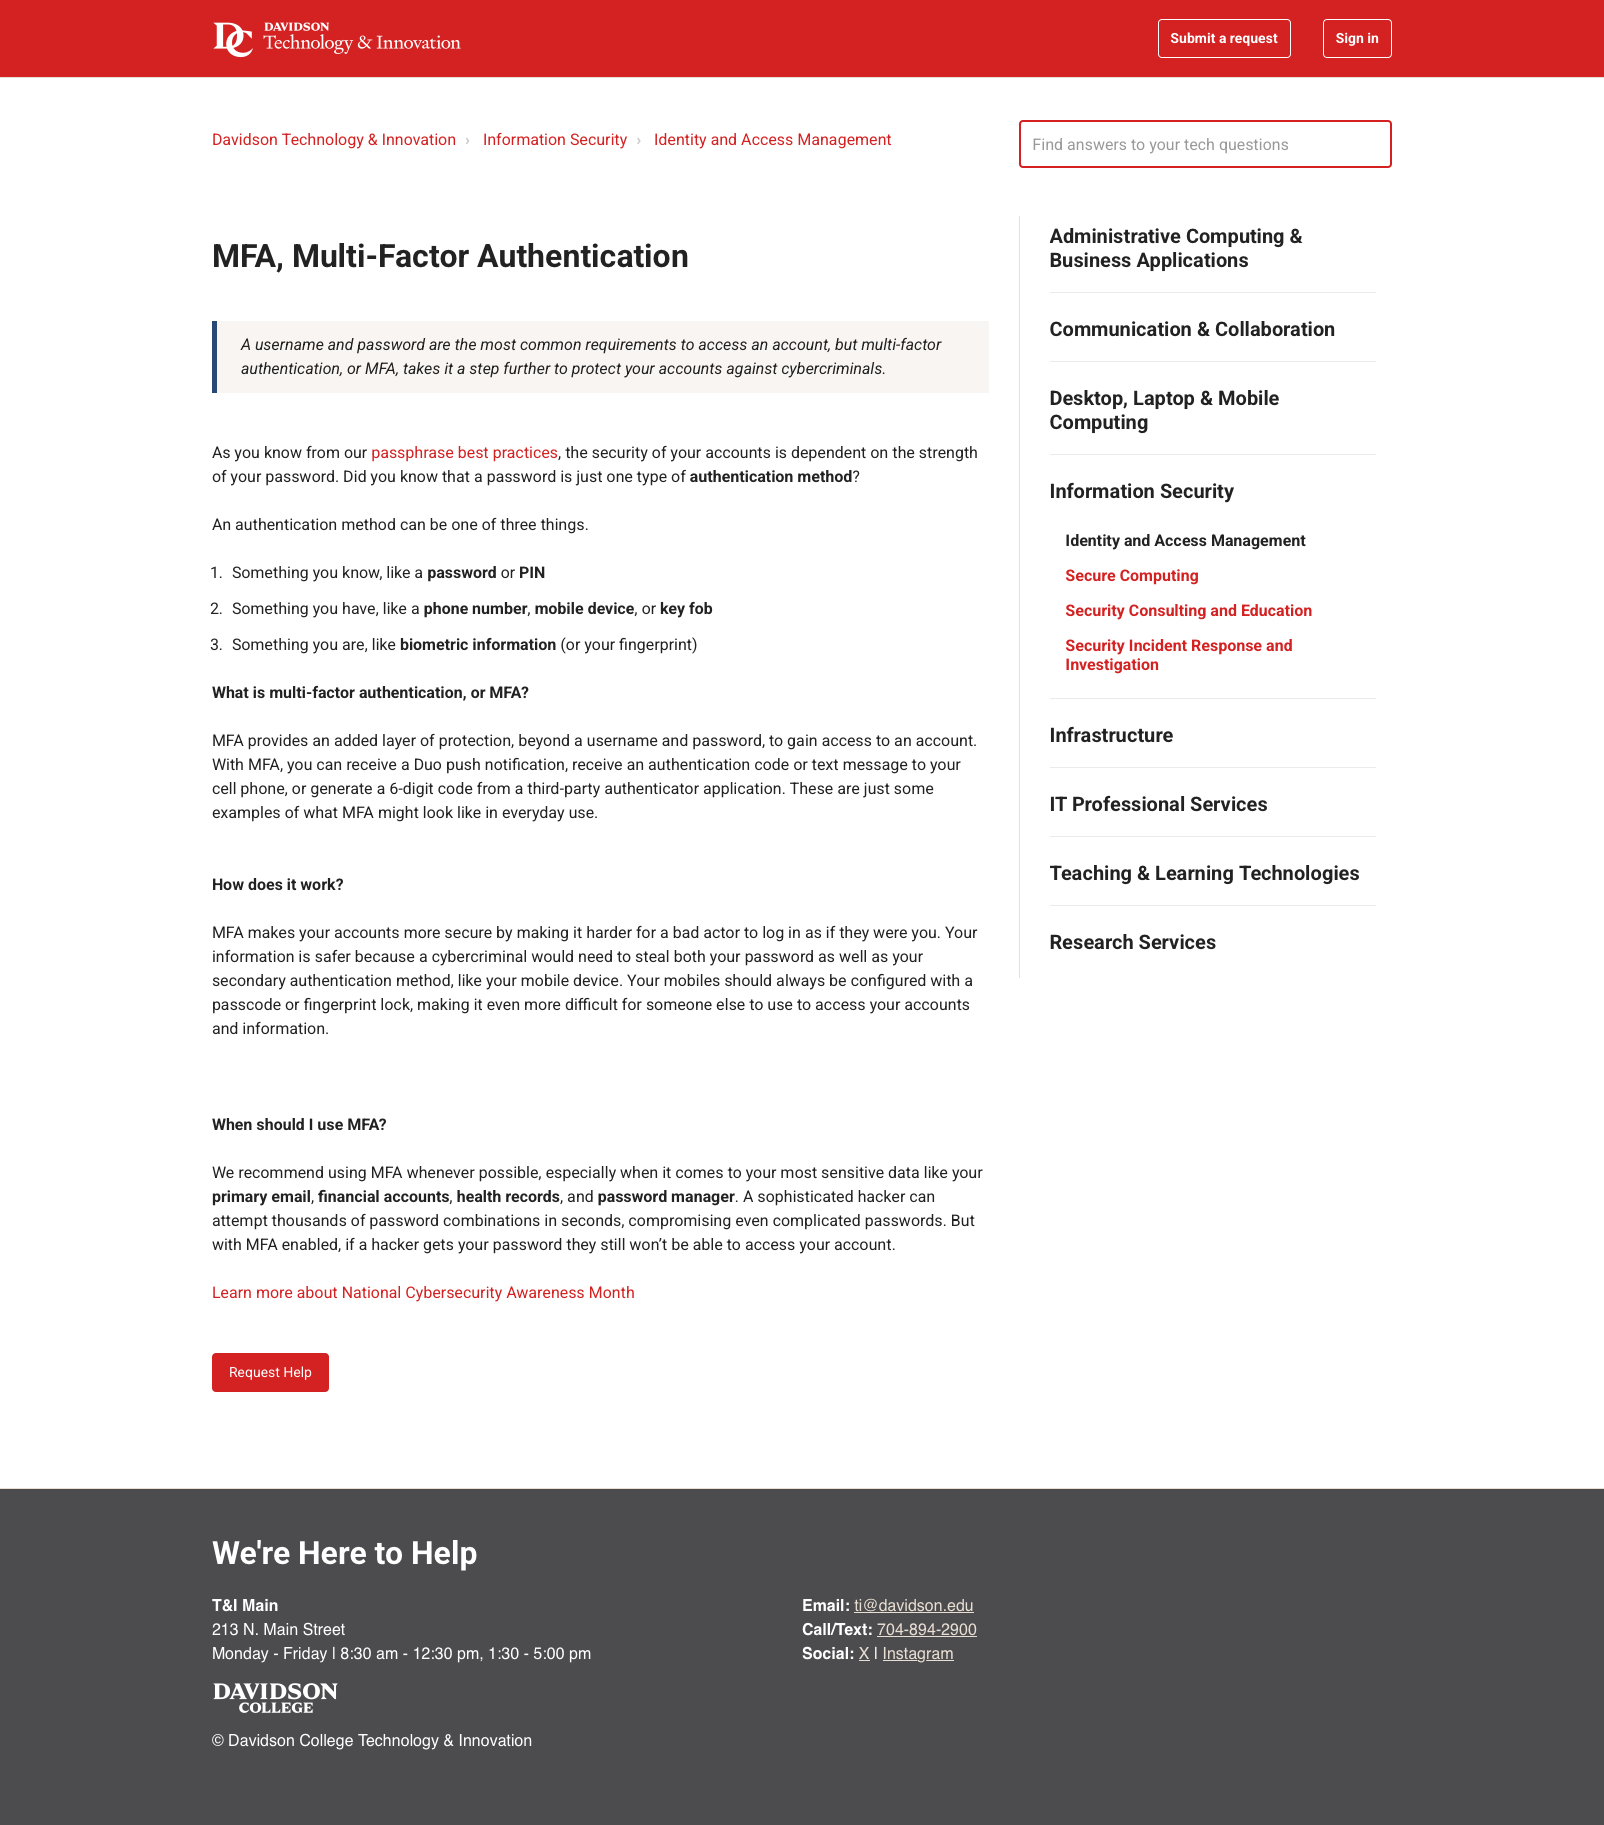 DC DAVIDSON
Technology & Innovation
Submit a request
Sign in
Davidson Technology & Innovation › Information Security › Identity and Access Management
Find answers to your tech questions
MFA, Multi-Factor Authentication
A username and password are the most common requirements to access an account, but multi-factor
authentication, or MFA, takes it a step further to protect your accounts against cybercriminals.
As you know from our passphrase best practices, the security of your accounts is dependent on the strength
of your password. Did you know that a password is just one type of authentication method?
An authentication method can be one of three things.
1. Something you know, like a password or PIN
2. Something you have, like a phone number, mobile device, or key fob
3. Something you are, like biometric information (or your fingerprint)
What is multi-factor authentication, or MFA?
MFA provides an added layer of protection, beyond a username and password, to gain access to an account.
With MFA, you can receive a Duo push notification, receive an authentication code or text message to your
cell phone, or generate a 6-digit code from a third-party authenticator application. These are just some
examples of what MFA might look like in everyday use.
How does it work?
MFA makes your accounts more secure by making it harder for a bad actor to log in as if they were you. Your
information is safer because a cybercriminal would need to steal both your password as well as your
secondary authentication method, like your mobile device. Your mobiles should always be configured with a
passcode or fingerprint lock, making it even more difficult for someone else to use to access your accounts
and information.
When should I use MFA?
We recommend using MFA whenever possible, especially when it comes to your most sensitive data like your
primary email, financial accounts, health records, and password manager. A sophisticated hacker can
attempt thousands of password combinations in seconds, compromising even complicated passwords. But
with MFA enabled, if a hacker gets your password they still won’t be able to access your account.
Learn more about National Cybersecurity Awareness Month
Request Help
Administrative Computing &
Business Applications
Communication & Collaboration
Desktop, Laptop & Mobile
Computing
Information Security
Identity and Access Management
Secure Computing
Security Consulting and Education
Security Incident Response and
Investigation
Infrastructure
IT Professional Services
Teaching & Learning Technologies
Research Services
We're Here to Help
T&I Main
213 N. Main Street
Monday - Friday | 8:30 am - 12:30 pm, 1:30 - 5:00 pm
Email: ti@davidson.edu
Call/Text: 704-894-2900
Social: X | Instagram
DAVIDSON
COLLEGE
© Davidson College Technology & Innovation